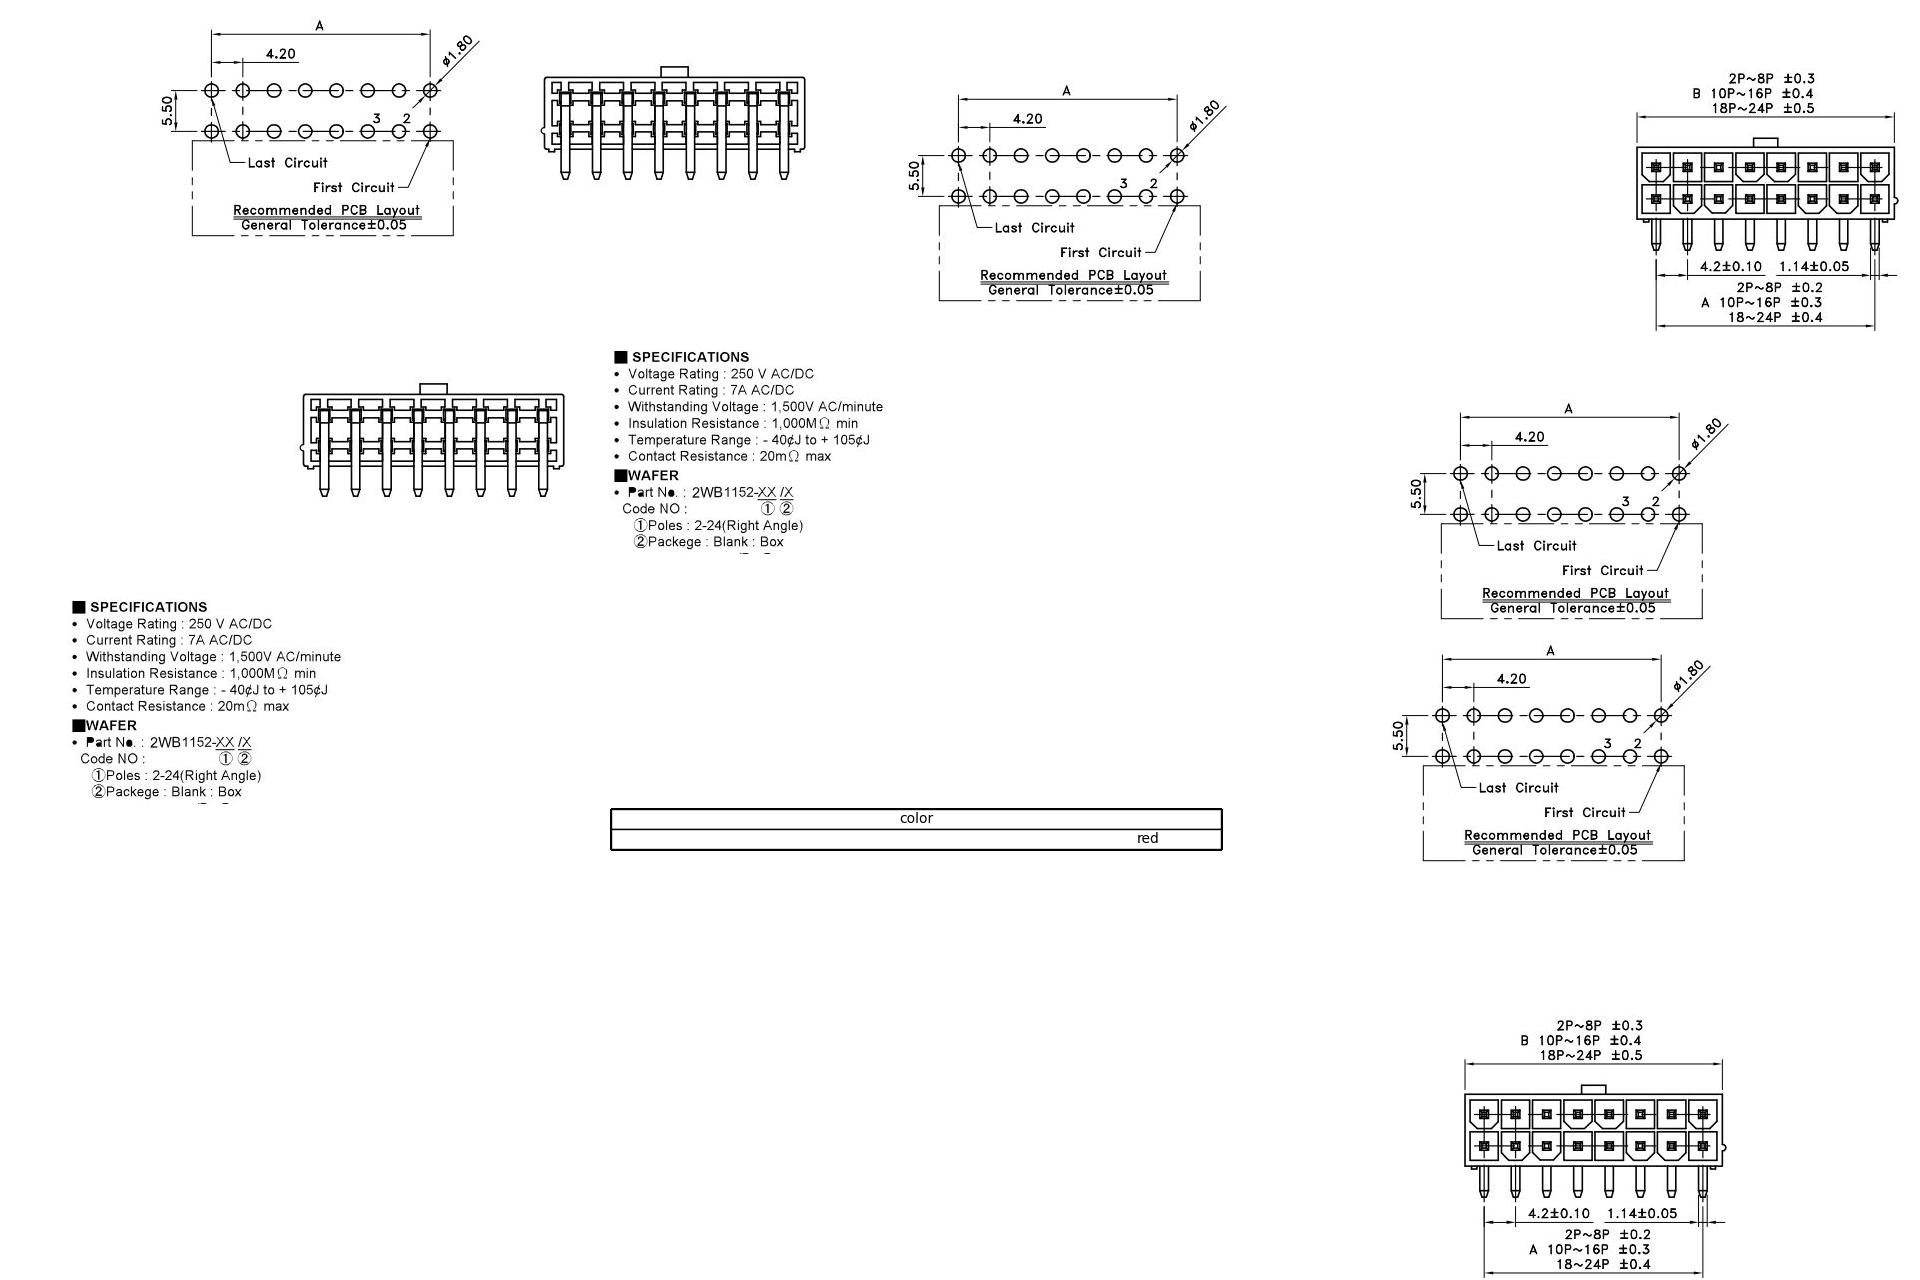 A
4.20
ø1.80
5.50
3 2
Last Circuit
First Circuit
Recommended PCB Layout
General Tolerance±0.05
A
4.20
ø1.80
5.50
3 2
Last Circuit
First Circuit
Recommended PCB Layout
General Tolerance±0.05
2P~8P ±0.3
B 10P~16P ±0.4
18P~24P ±0.5
4.2±0.10 1.14±0.05
2P~8P ±0.2
A 10P~16P ±0.3
18~24P ±0.4
SPECIFICATIONS
• Voltage Rating : 250 V AC/DC
• Current Rating : 7A AC/DC
• Withstanding Voltage : 1,500V AC/minute
• Insulation Resistance : 1,000MΩ min
• Temperature Range : - 40¢J to + 105¢J
• Contact Resistance : 20mΩ max
WAFER
• Part No. : 2WB1152-XX /X
Code NO : ① ②
①Poles : 2-24(Right Angle)
②Packege : Blank : Box
A
4.20
ø1.80
5.50
3 2
Last Circuit
First Circuit
Recommended PCB Layout
General Tolerance±0.05
SPECIFICATIONS
• Voltage Rating : 250 V AC/DC
• Current Rating : 7A AC/DC
• Withstanding Voltage : 1,500V AC/minute
• Insulation Resistance : 1,000MΩ min
• Temperature Range : - 40¢J to + 105¢J
• Contact Resistance : 20mΩ max
WAFER
• Part No. : 2WB1152-XX /X
Code NO : ① ②
①Poles : 2-24(Right Angle)
②Packege : Blank : Box
A
4.20
ø1.80
5.50
3 2
Last Circuit
First Circuit
Recommended PCB Layout
General Tolerance±0.05
color
red
2P~8P ±0.3
B 10P~16P ±0.4
18P~24P ±0.5
4.2±0.10 1.14±0.05
2P~8P ±0.2
A 10P~16P ±0.3
18~24P ±0.4